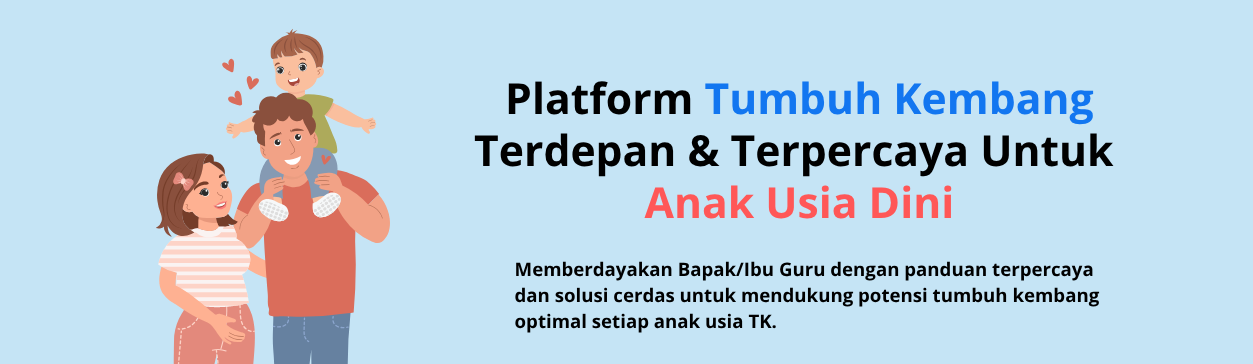 Platform Tumbuh Kembang
Terdepan & Terpercaya Untuk
Anak Usia Dini
Memberdayakan Bapak/Ibu Guru dengan panduan terpercaya
dan solusi cerdas untuk mendukung potensi tumbuh kembang
optimal setiap anak usia TK.